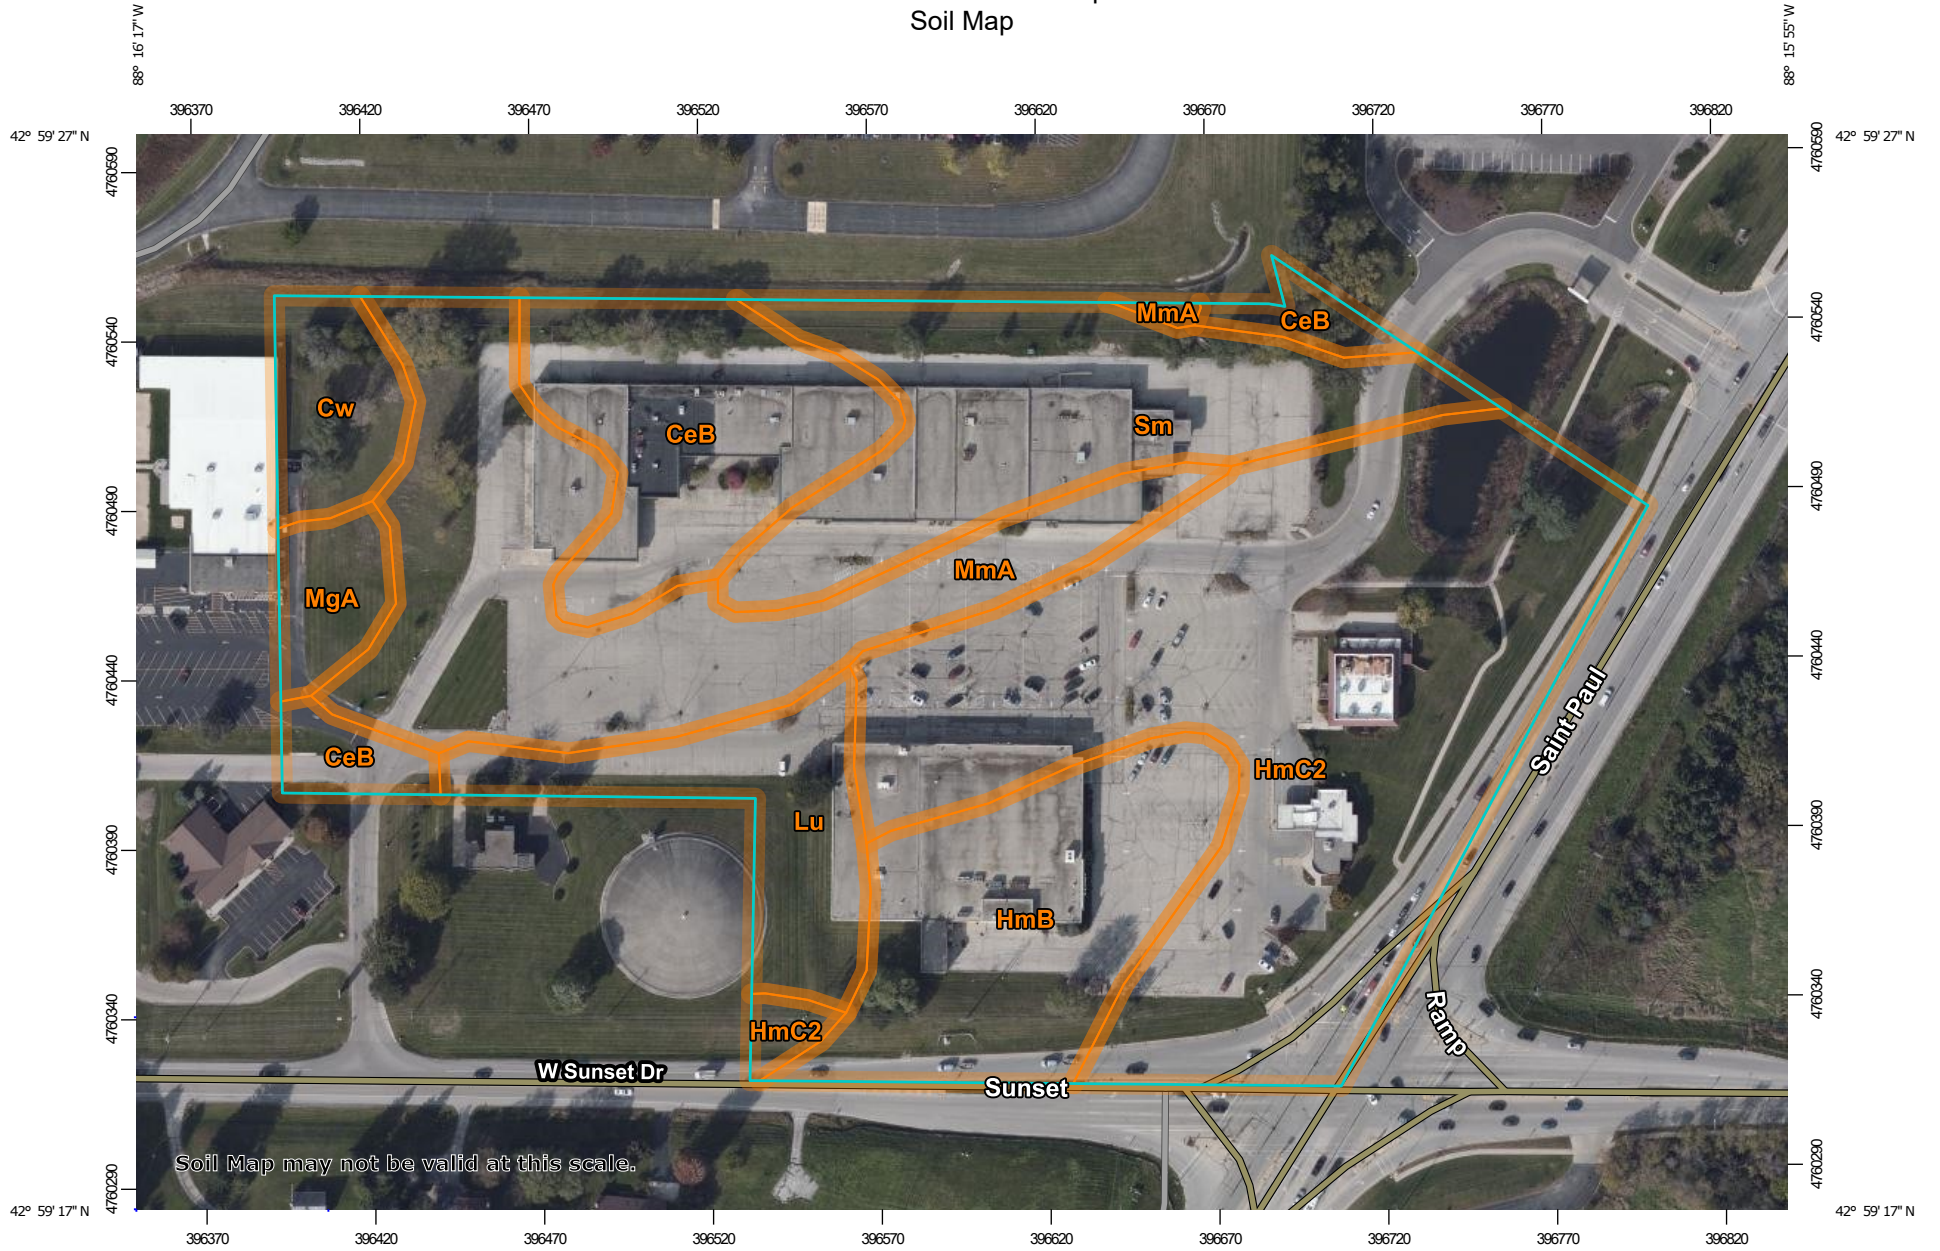 Soil Map
88° 16' 17" W
88° 15' 55" W
396370 396420 396470 396520 396570 396620 396670 396720 396770 396820
42° 59' 27" N
42° 59' 27" N
4760590
4760590
4760540
4760540
MmA
CeB
Cw
CeB
Sm
4760490
4760490
MmA
MgA
4760440
4760440
CeB
HmC2
Saint Paul
Lu
4760390
4760390
HmB
4760340
4760340
HmC2
Ramp
W Sunset Dr
Sunset
Soil Map may not be valid at this scale.
4760290
4760290
42° 59' 17" N
42° 59' 17" N
396370 396420 396470 396520 396570 396620 396670 396720 396770 396820